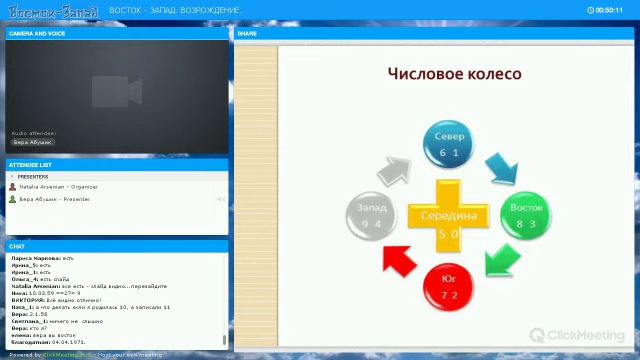 Восток-Запад
ВОСТОК – ЗАПАД. ВОЗРОЖДЕНИЕ.
00:50:11
CAMERA AND VOICE
Audio attendee:
Вера Абушик
ATTENDEE LIST
PRESENTERS
Natalia Arsenian - Organizer
Вера Абушик - Presenter
CHAT
Лариса Маркова: есть
Ирина_5: есть
Ирина_1: есть
Ольга_4: есть слайд
Natalia Arsenian: все есть - слайд видно...перезайдите
Ника: 10.03.59 ==27= 9
ВИКТОРИЯ: Всё видно отлично!
Ната_1: а что делать если я родилась 10, а записали 11
Вера: 2.1.58
Светлана_1: ничего не слышно
Вера: кто я?
елена: вера вы восток
благодатная: 04.04.1971.
Powered by ClickMeeting - Host your own meeting
SHARE
Числовое колесо
Север
6 1
Запад
9 4
Середина
5 0
Восток
8 3
Юг
7 2
ClickMeeting